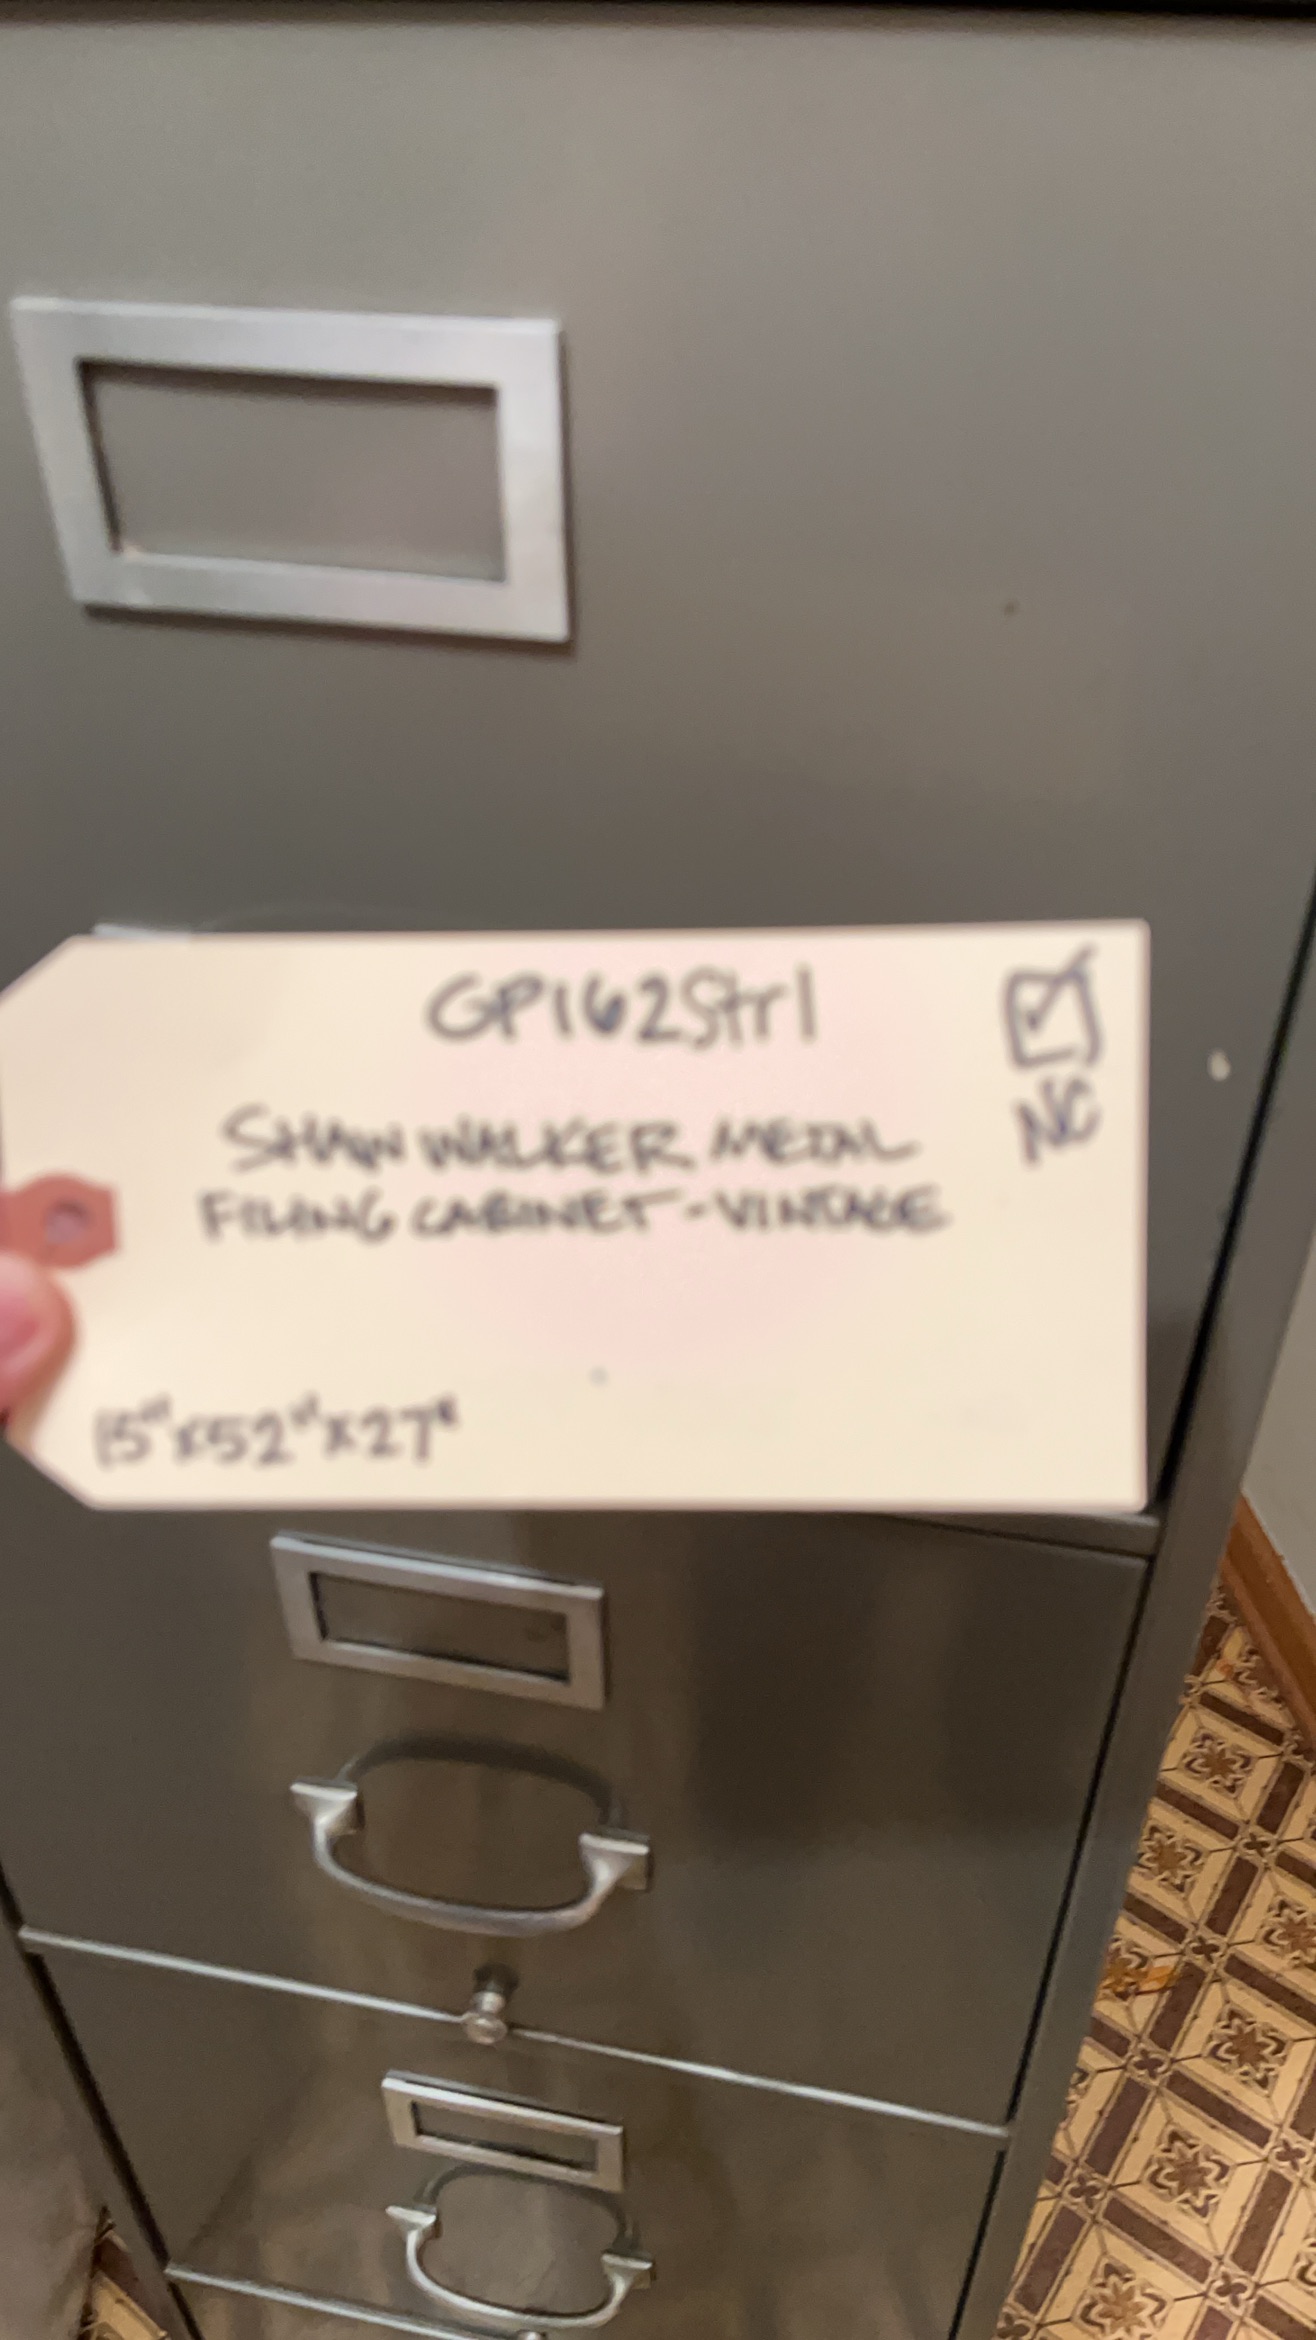 GP162Str1
NC
SHAW WALKER METAL
FILING CABINET - VINTAGE
15"x52"x27"